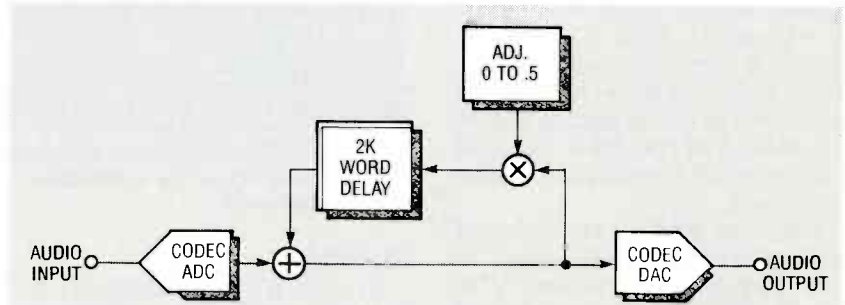 ADJ.
0 TO .5
2K
WORD
DELAY
×
AUDIO
INPUT
CODEC
ADC
+
CODEC
DAC
AUDIO
OUTPUT